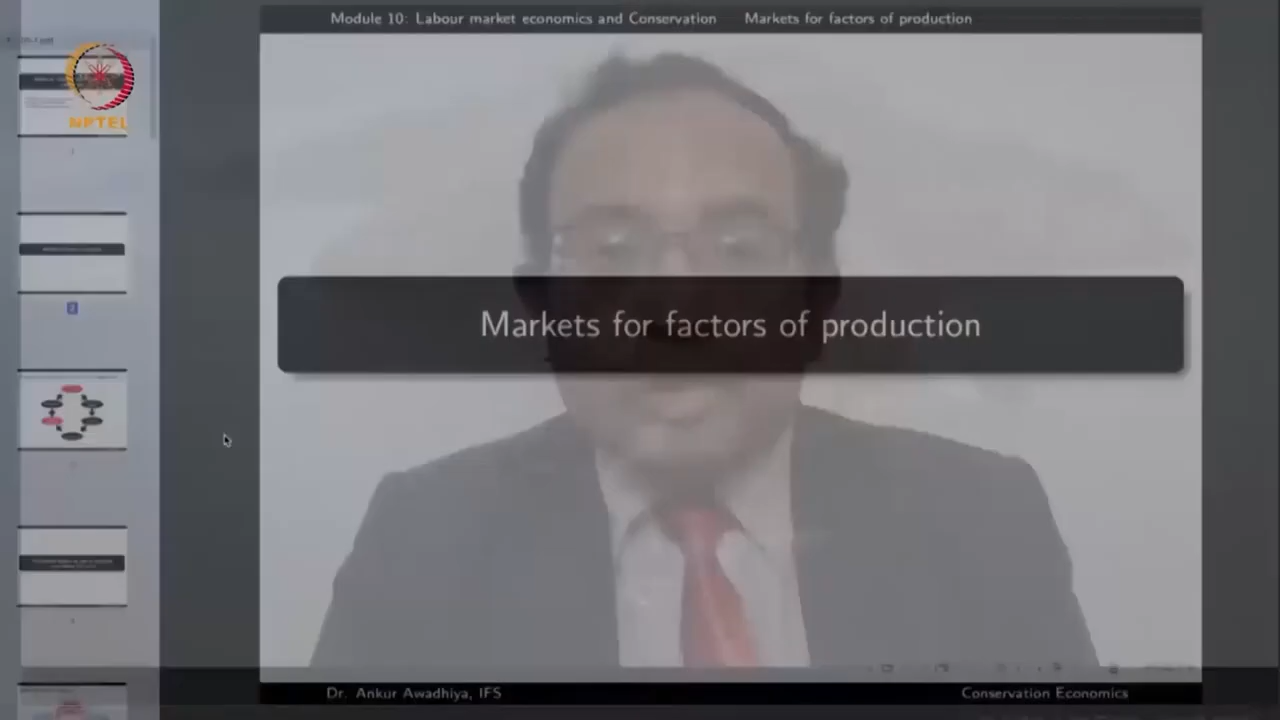 Module 10: Labour market economics and Conservation Markets for factors of production
NPTEL
Markets for factors of production
Dr. Ankur Awadhiya, IFS Conservation Economics